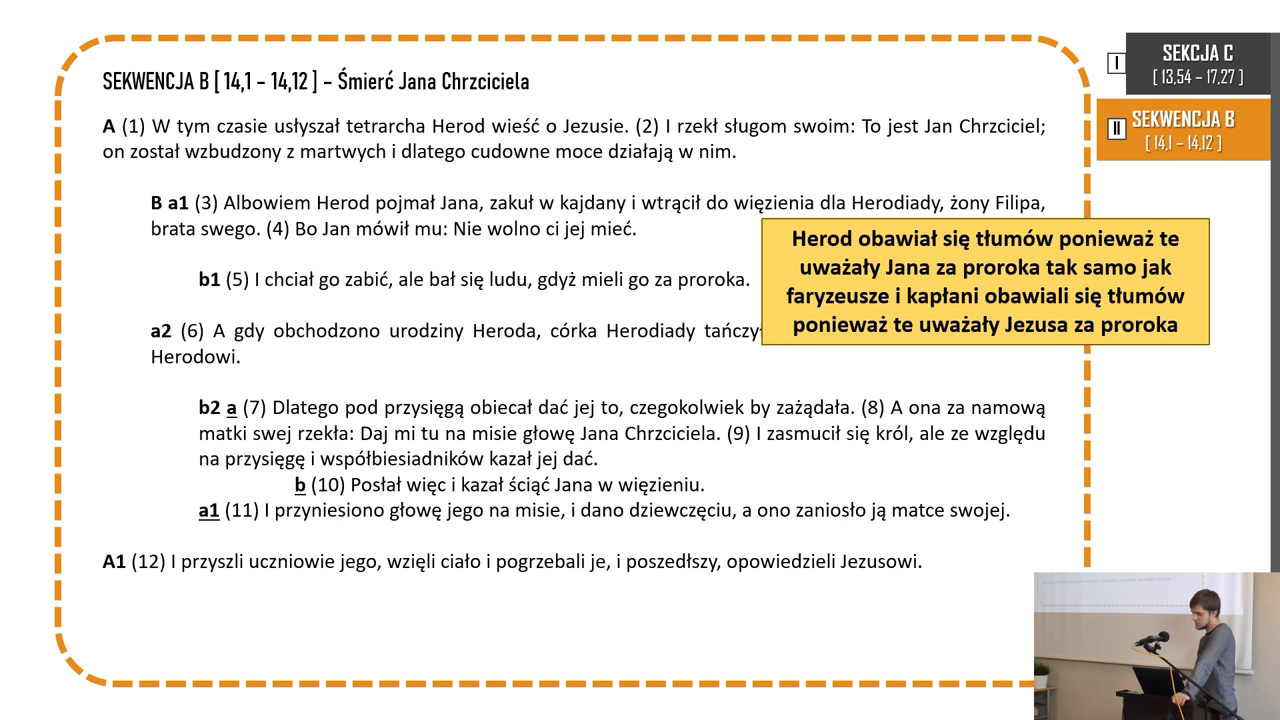 SEKWENCJA B [ 14,1 – 14,12 ] – Śmierć Jana Chrzciciela
A (1) W tym czasie usłyszał tetrarcha Herod wieść o Jezusie. (2) I rzekł sługom swoim: To jest Jan Chrzciciel;
on został wzbudzony z martwych i dlatego cudowne moce działają w nim.
B a1 (3) Albowiem Herod pojmał Jana, zakuł w kajdany i wtrącił do więzienia dla Herodiady, żony Filipa,
brata swego. (4) Bo Jan mówił mu: Nie wolno ci jej mieć.
b1 (5) I chciał go zabić, ale bał się ludu, gdyż mieli go za proroka.
a2 (6) A gdy obchodzono urodziny Heroda, córka Herodiady
Herodowi.
b2 a (7) Dlatego pod przysięgą obiecał dać jej to, czegokolwiek by zażądała. (8) A ona za namową
matki swej rzekła: Daj mi tu na misie głowę Jana Chrzciciela. (9) I zasmucił się król, ale ze względu
na przysięgę i współbiesiadników kazał jej dać.
b (10) Posłał więc i kazał ściąć Jana w więzieniu.
a1 (11) I przyniesiono głowę jego na misie, i dano dziewczęciu, a ono zaniosło ją matce swojej.
A1 (12) I przyszli uczniowie jego, wzięli ciało i pogrzebali je, i poszedłszy, opowiedzieli Jezusowi.
Herod obawiał się tłumów ponieważ te
uważały Jana za proroka tak samo jak
faryzeusze i kapłani obawiali się tłumów
ponieważ te uważały Jezusa za proroka
I
SEKCJA C
[ 13,54 – 17,27 ]
II
SEKWENCJA B
[ 14,1 – 14,12 ]